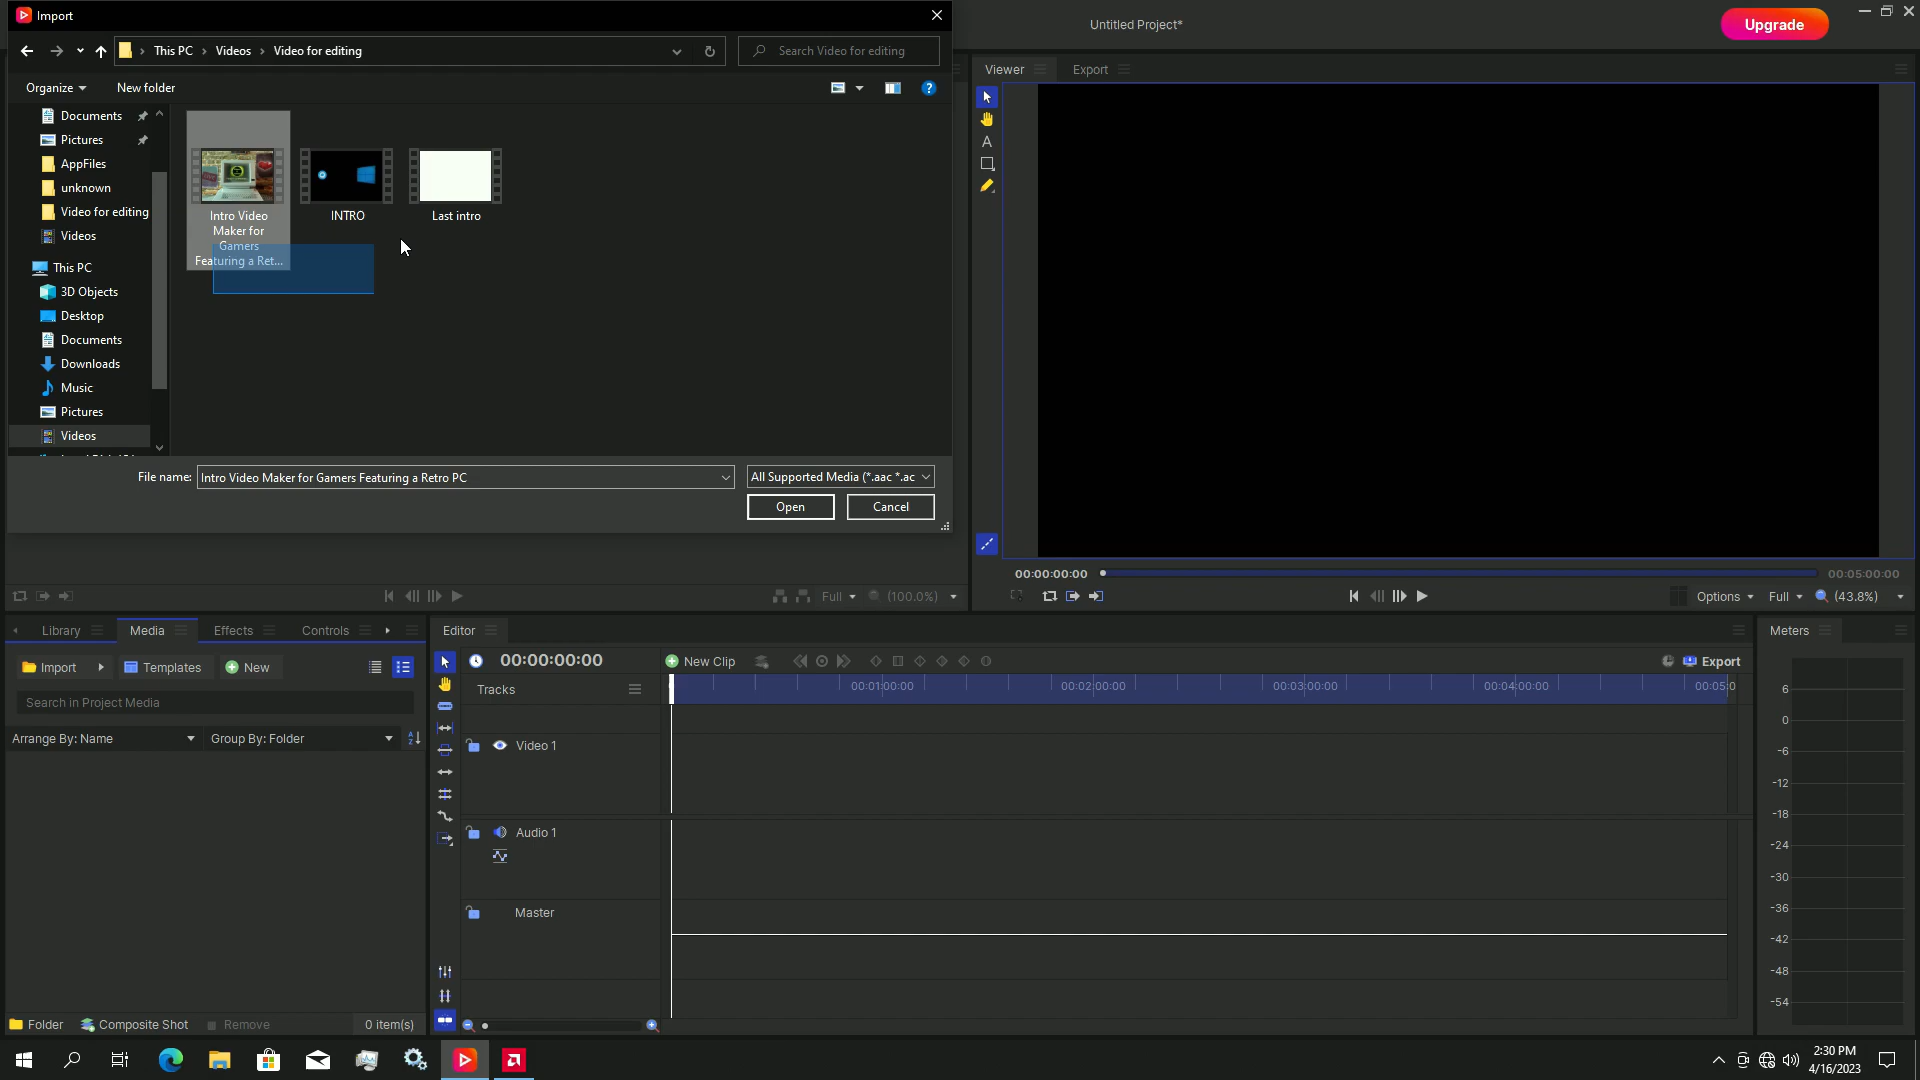 Import
Untitled Project*
Upgrade
This PC
Videos
Video for editing
Search Video for editing
Organize
New folder
Documents
Pictures
AppFiles
unknown
Video for editing
Videos
This PC
3D Objects
Desktop
Documents
Downloads
Music
Pictures
Videos
Intro Video
Maker for
Gamers
Featuring a Ret...
INTRO
Last intro
File name:
Intro Video Maker for Gamers Featuring a Retro PC
All Supported Media (*.aac *.ac
Open
Cancel
Viewer
Export
A
00:00:00:00
00:05:00:00
Full
(100.0%)
Options
Full
(43.8%)
Library
Media
Effects
Controls
Import
Templates
New
Search in Project Media
Arrange By: Name
Group By: Folder
Folder
Composite Shot
Remove
0 item(s)
Editor
00:00:00:00
New Clip
Export
Tracks
00:01:00:00
00:02:00:00
00:03:00:00
00:04:00:00
00:05:0
Video 1
Audio 1
Master
Meters
6
0
-6
-12
-18
-24
-30
-36
-42
-48
-54
2:30 PM
4/16/2023